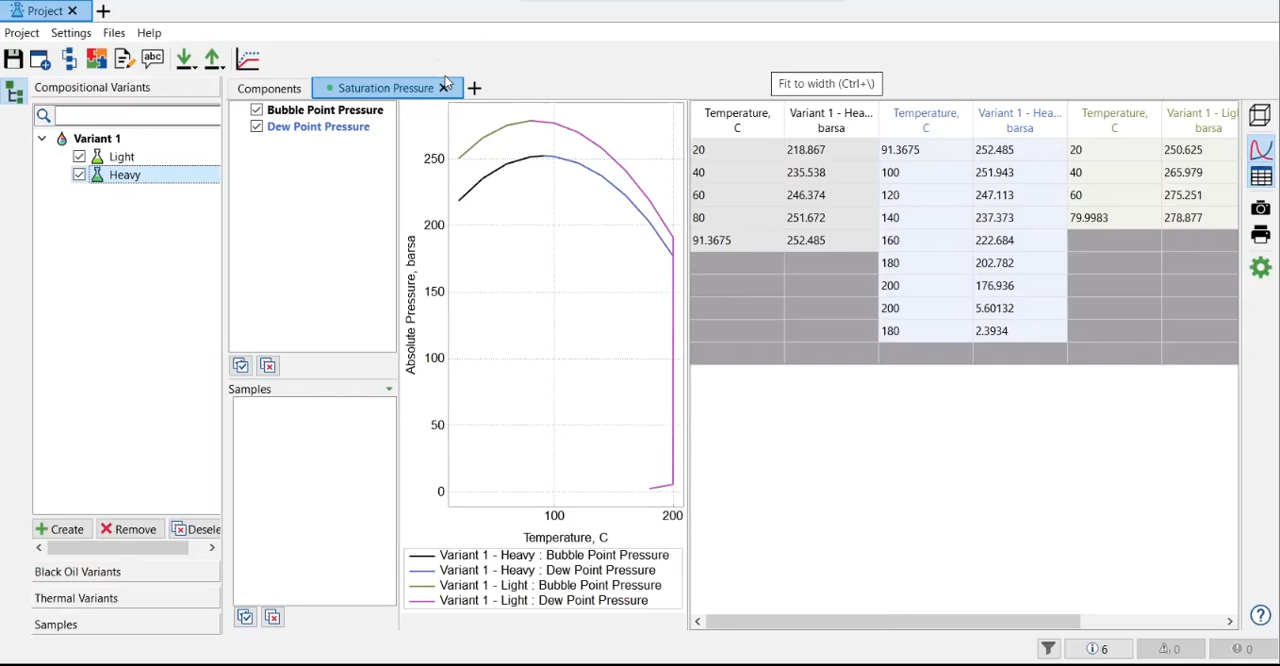 Project
Project Settings Files Help
abc
Compositional Variants
Components
Saturation Pressure
Fit to width (Ctrl+\)
Variant 1
Light
Heavy
Bubble Point Pressure
Dew Point Pressure
Samples
Create
Remove
Desele
Black Oil Variants
Thermal Variants
Samples
Absolute Pressure, barsa
250
200
150
100
50
0
100 200
Temperature, C
Variant 1 - Heavy : Bubble Point Pressure
Variant 1 - Heavy : Dew Point Pressure
Variant 1 - Light : Bubble Point Pressure
Variant 1 - Light : Dew Point Pressure
Temperature, Variant 1 - Hea... Temperature, Variant 1 - Hea... Temperature, Variant 1 - Ligl
C barsa C barsa C barsa
20 218.867 91.3675 252.485 20 250.625
40 235.538 100 251.943 40 265.979
60 246.374 120 247.113 60 275.251
80 251.672 140 237.373 79.9983 278.877
91.3675 252.485 160 222.684
180 202.782
200 176.936
200 5.60132
180 2.3934
6 0 0